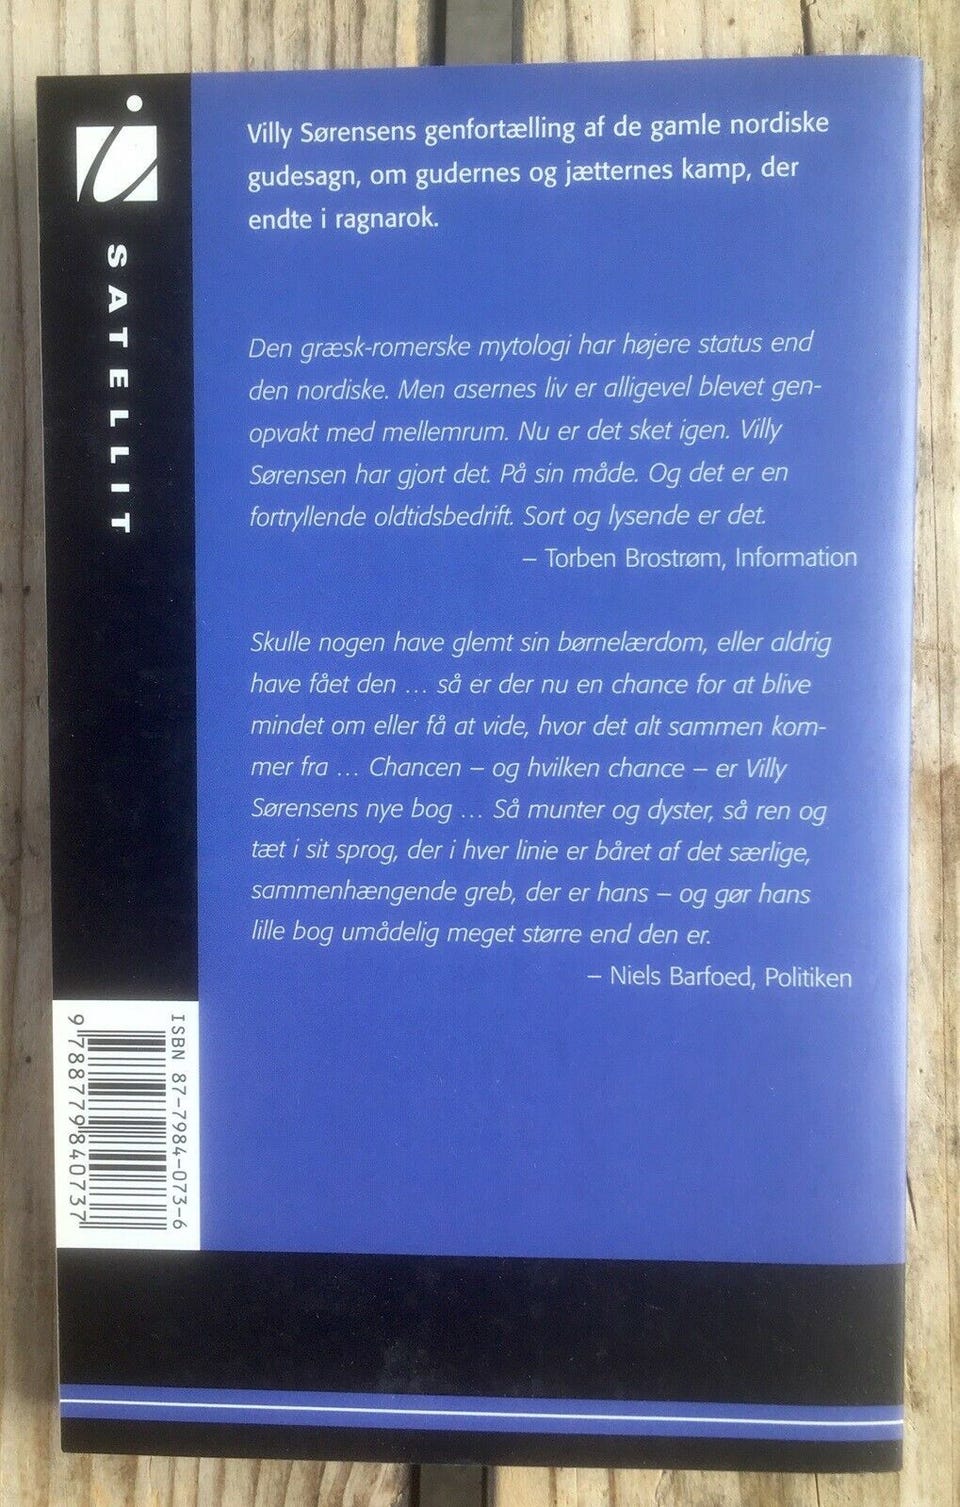 SATELLIT
Villy Sørensens genfortælling af de gamle nordiske
gudesagn, om gudernes og jætternes kamp, der
endte i ragnarok.
Den græsk-romerske mytologi har højere status end
den nordiske. Men asernes liv er alligevel blevet gen-
opvakt med mellemrum. Nu er det sket igen. Villy
Sørensen har gjort det. På sin måde. Og det er en
fortryllende oldtidsbedrift. Sort og lysende er det.
– Torben Brostrøm, Information
Skulle nogen have glemt sin børnelærdom, eller aldrig
have fået den ... så er der nu en chance for at blive
mindet om eller få at vide, hvor det alt sammen kom-
mer fra ... Chancen – og hvilken chance – er Villy
Sørensens nye bog ... Så munter og dyster, så ren og
tæt i sit sprog, der i hver linie er båret af det særlige,
sammenhængende greb, der er hans – og gør hans
lille bog umådelig meget større end den er.
– Niels Barfoed, Politiken
ISBN 87-7984-073-6
9788779840737